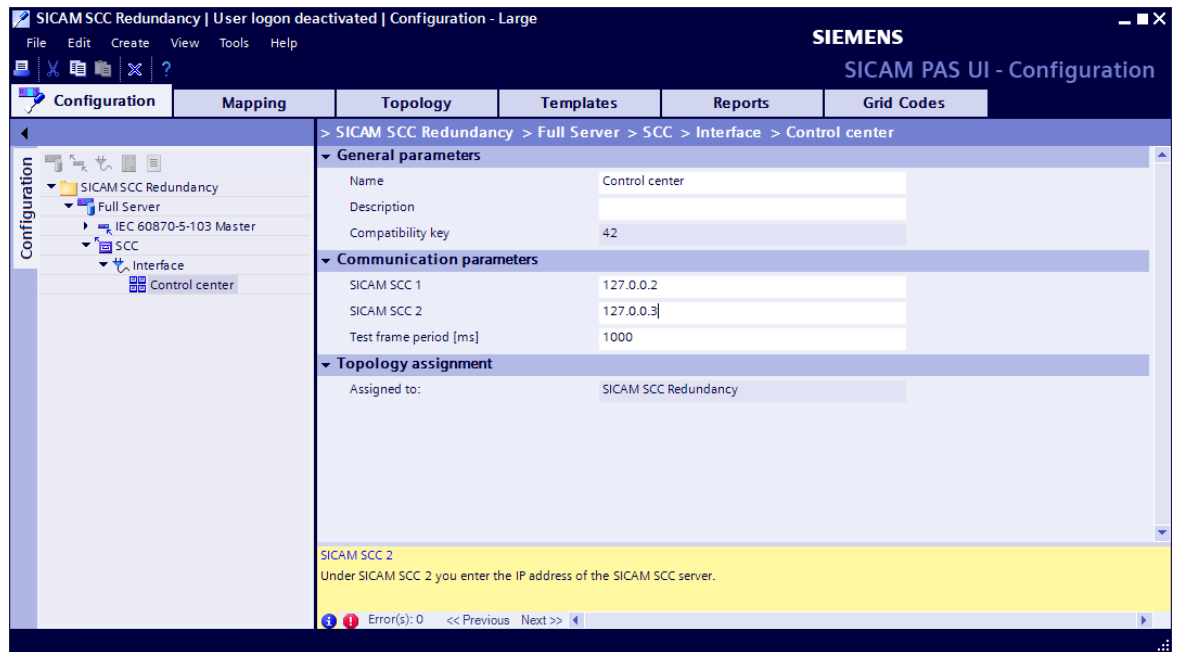 SICAM SCC Redundancy | User logon deactivated | Configuration - Large
File Edit Create View Tools Help
SIEMENS
SICAM PAS UI - Configuration
Configuration Mapping Topology Templates Reports Grid Codes
> SICAM SCC Redundancy > Full Server > SCC > Interface > Control center
Configuration
SICAM SCC Redundancy
Full Server
IEC 60870-5-103 Master
SCC
Interface
Control center
General parameters
Name Control center
Description
Compatibility key 42
Communication parameters
SICAM SCC 1 127.0.0.2
SICAM SCC 2 127.0.0.3
Test frame period [ms] 1000
Topology assignment
Assigned to: SICAM SCC Redundancy
SICAM SCC 2
Under SICAM SCC 2 you enter the IP address of the SICAM SCC server.
Error(s): 0 << Previous Next >>